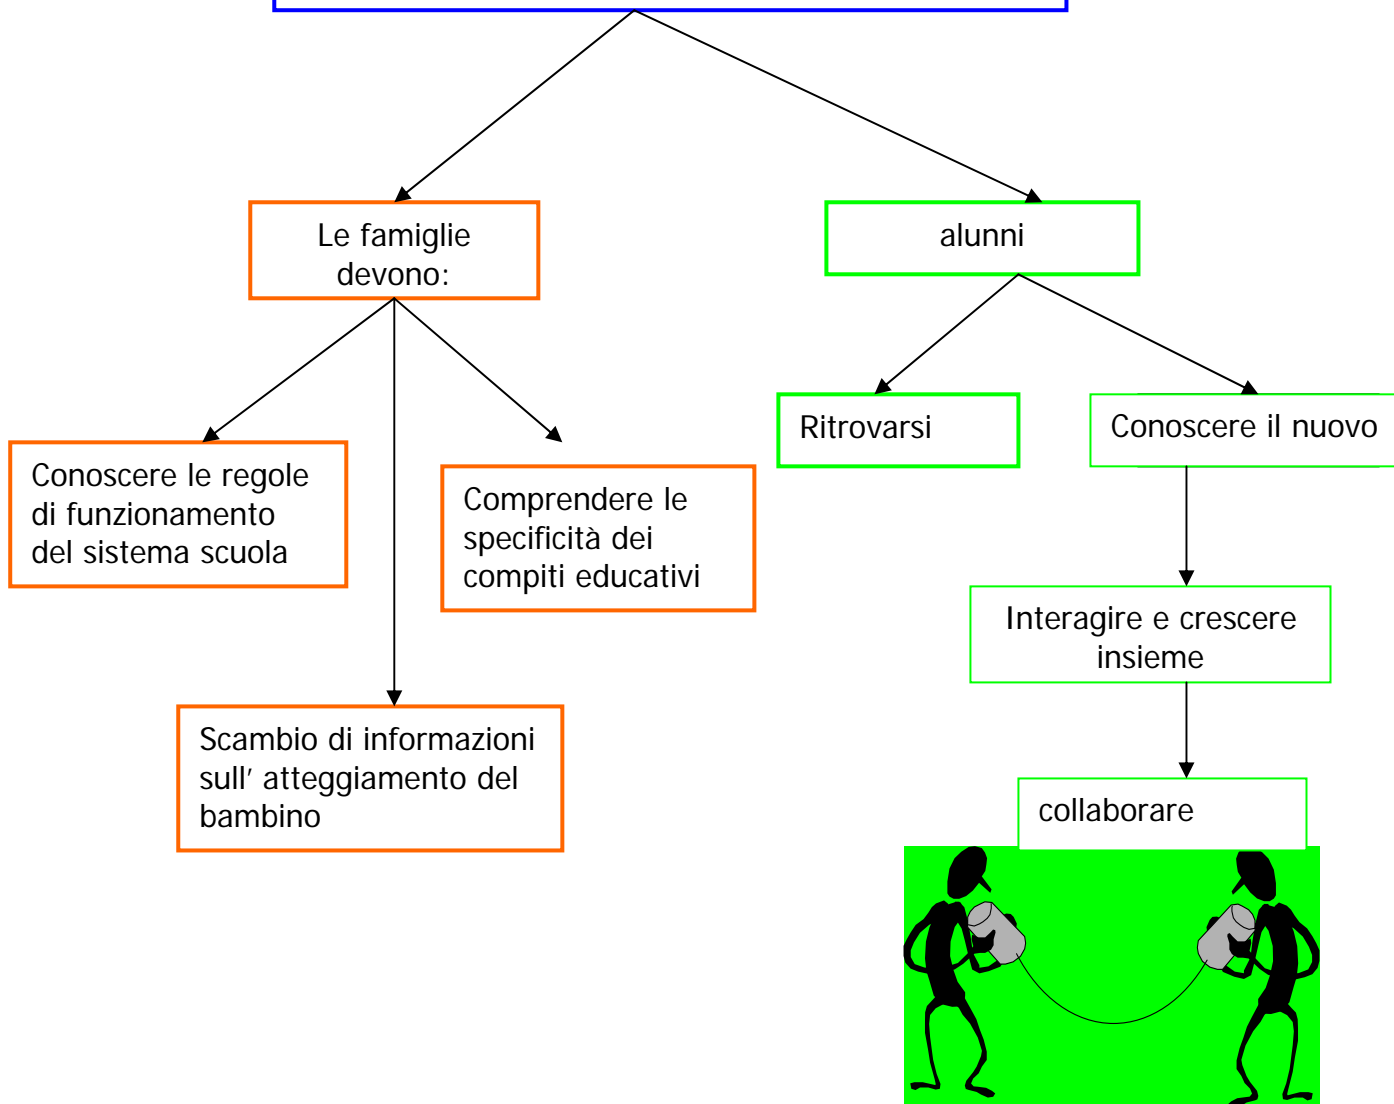 Le famiglie
devono:
alunni
Ritrovarsi
Conoscere il nuovo
Conoscere le regole
di funzionamento
del sistema scuola
Comprendere le
specificità dei
compiti educativi
Interagire e crescere
insieme
Scambio di informazioni
sull’ atteggiamento del
bambino
collaborare